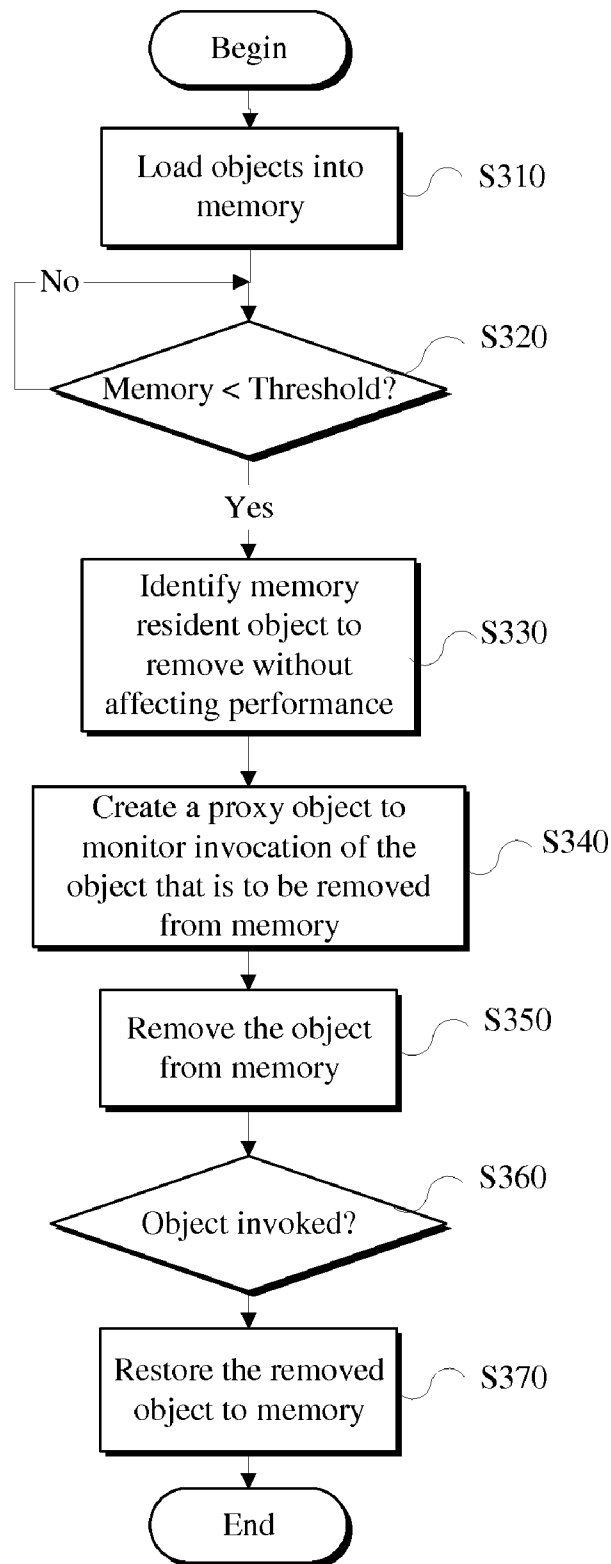 Begin
Load objects into
memory
S310
No
S320
Memory < Threshold?
Yes
Identify memory
resident object to
remove without
affecting performance
S330
Create a proxy object to
monitor invocation of the
object that is to be removed
from memory
S340
Remove the object
from memory
S350
S360
Object invoked?
Restore the removed
object to memory
S370
End